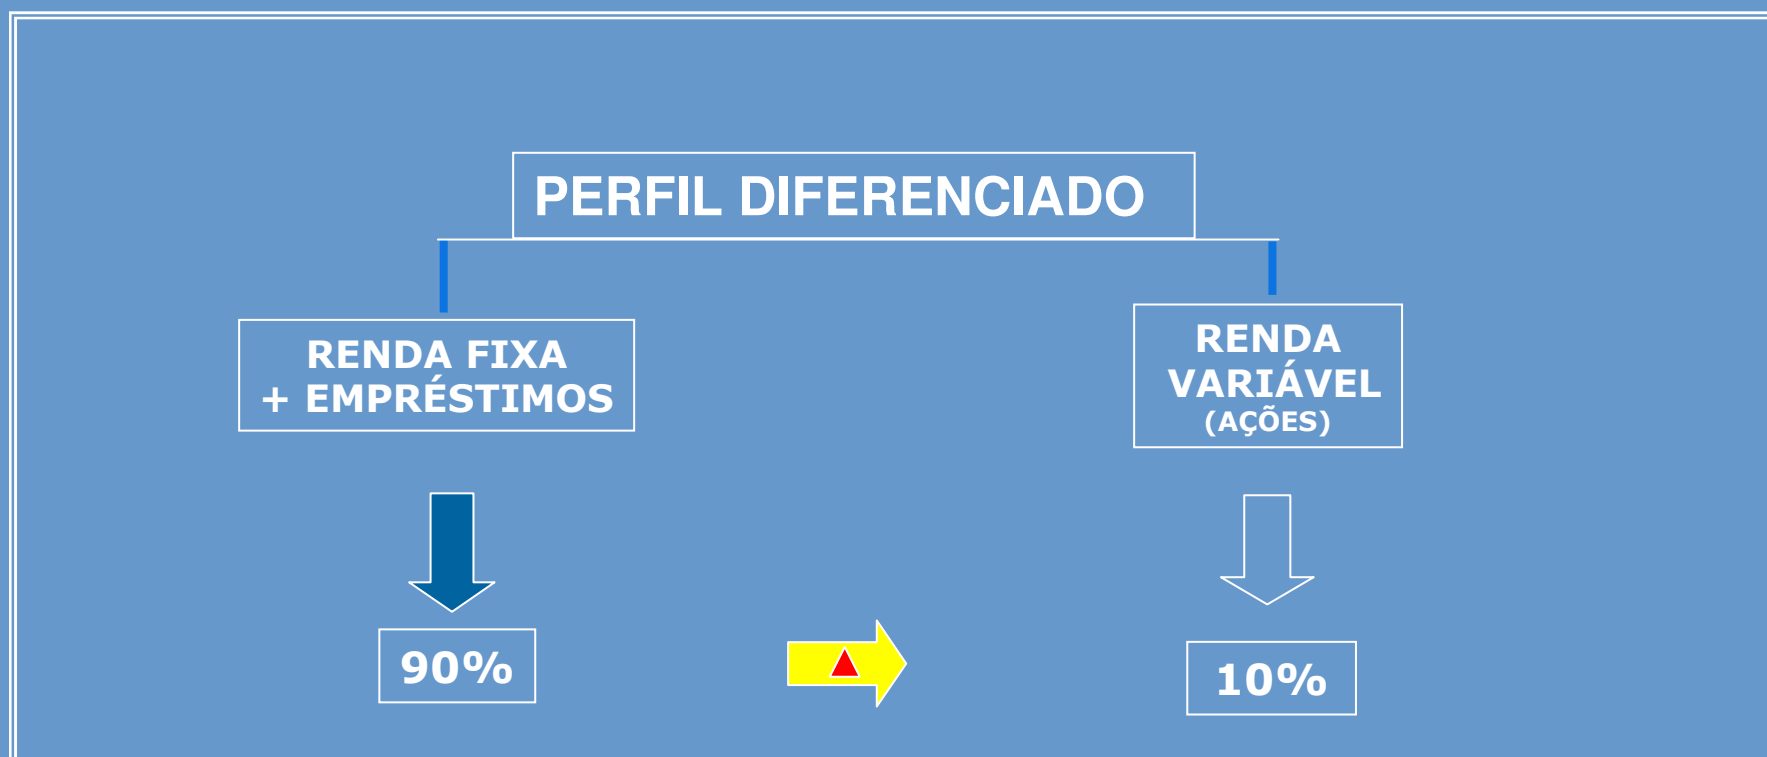 PERFIL DIFERENCIADO
RENDA FIXA
+ EMPRÉSTIMOS
RENDA
VARIÁVEL
(AÇÕES)
90%
10%